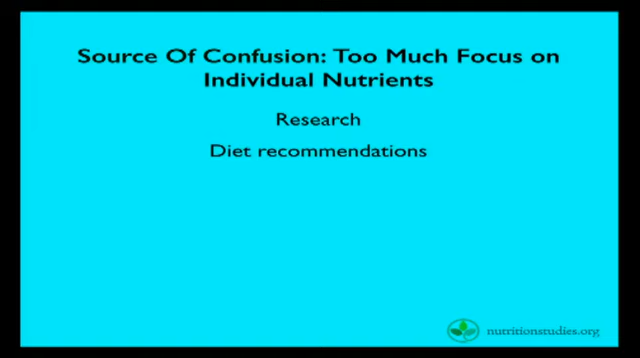 Source Of Confusion: Too Much Focus on
Individual Nutrients
Research
Diet recommendations
nutritionstudies.org